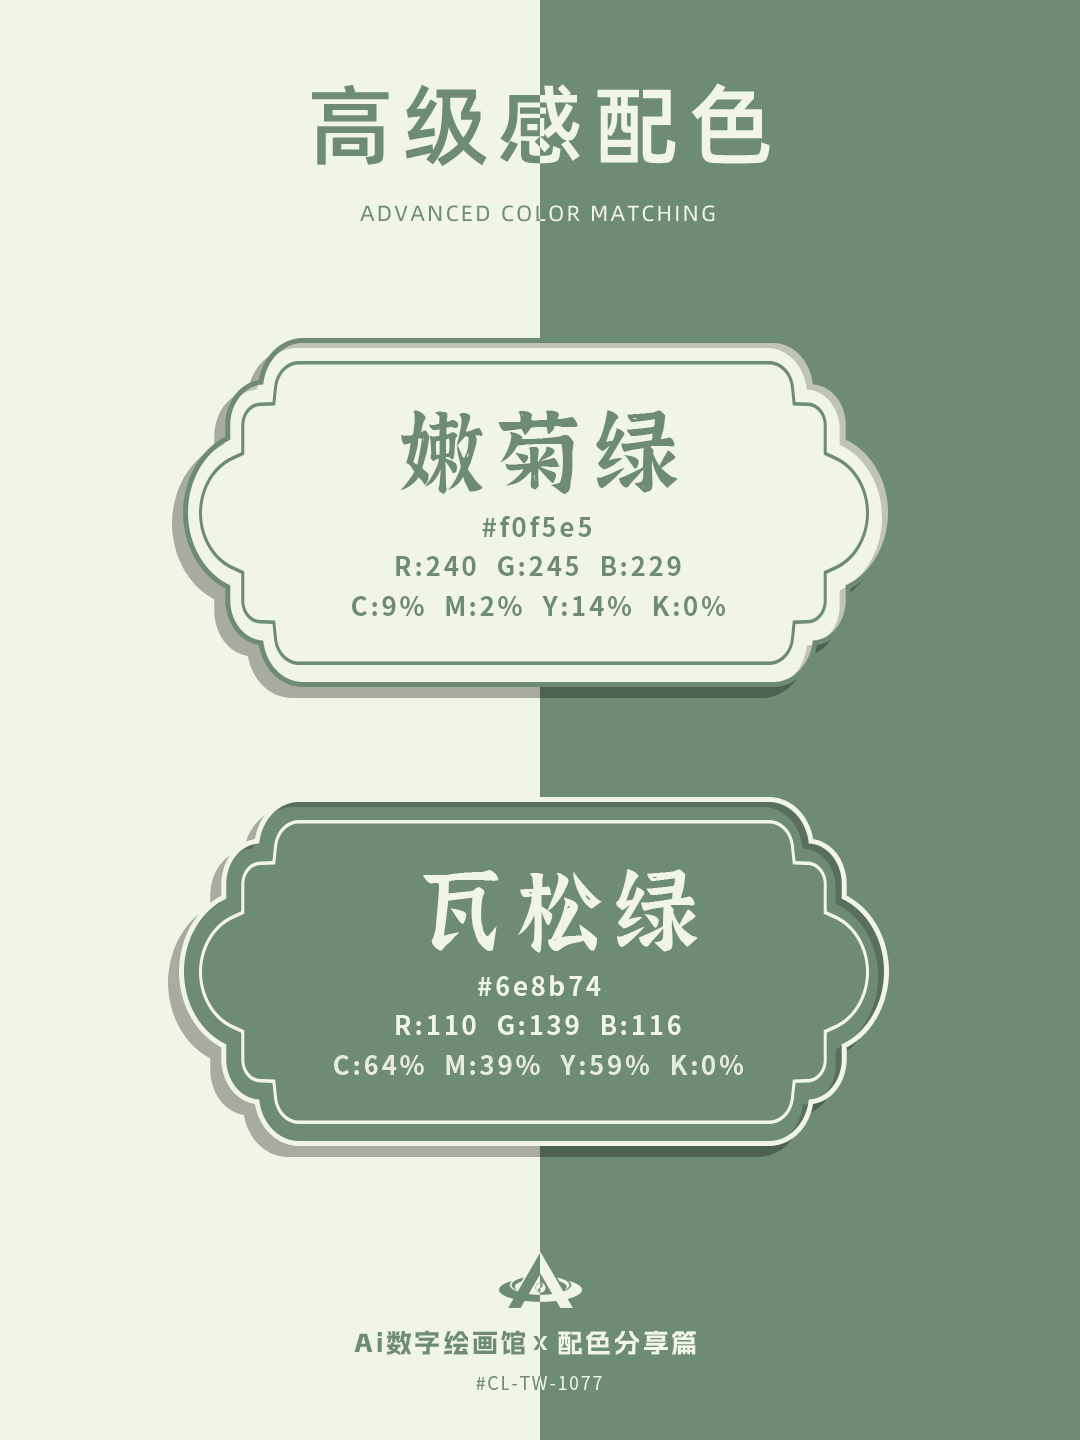 高级感配色
ADVANCED COLOR MATCHING
嫩菊绿
#f0f5e5
R:240 G:245 B:229
C:9% M:2% Y:14% K:0%
瓦松绿
#6e8b74
R:110 G:139 B:116
C:64% M:39% Y:59% K:0%
Ai数字绘画馆 x 配色分享篇
#CL-TW-1077